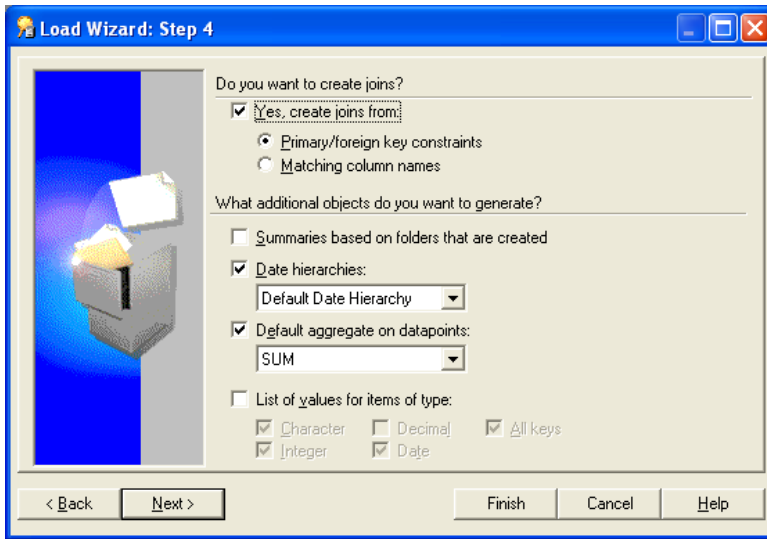 Load Wizard: Step 4
Do you want to create joins?
Yes, create joins from:
Primary/foreign key constraints
Matching column names
What additional objects do you want to generate?
Summaries based on folders that are created
Date hierarchies:
Default Date Hierarchy
Default aggregate on datapoints:
SUM
List of values for items of type:
Character Decimal All keys
Integer Date
< Back Next > Finish Cancel Help